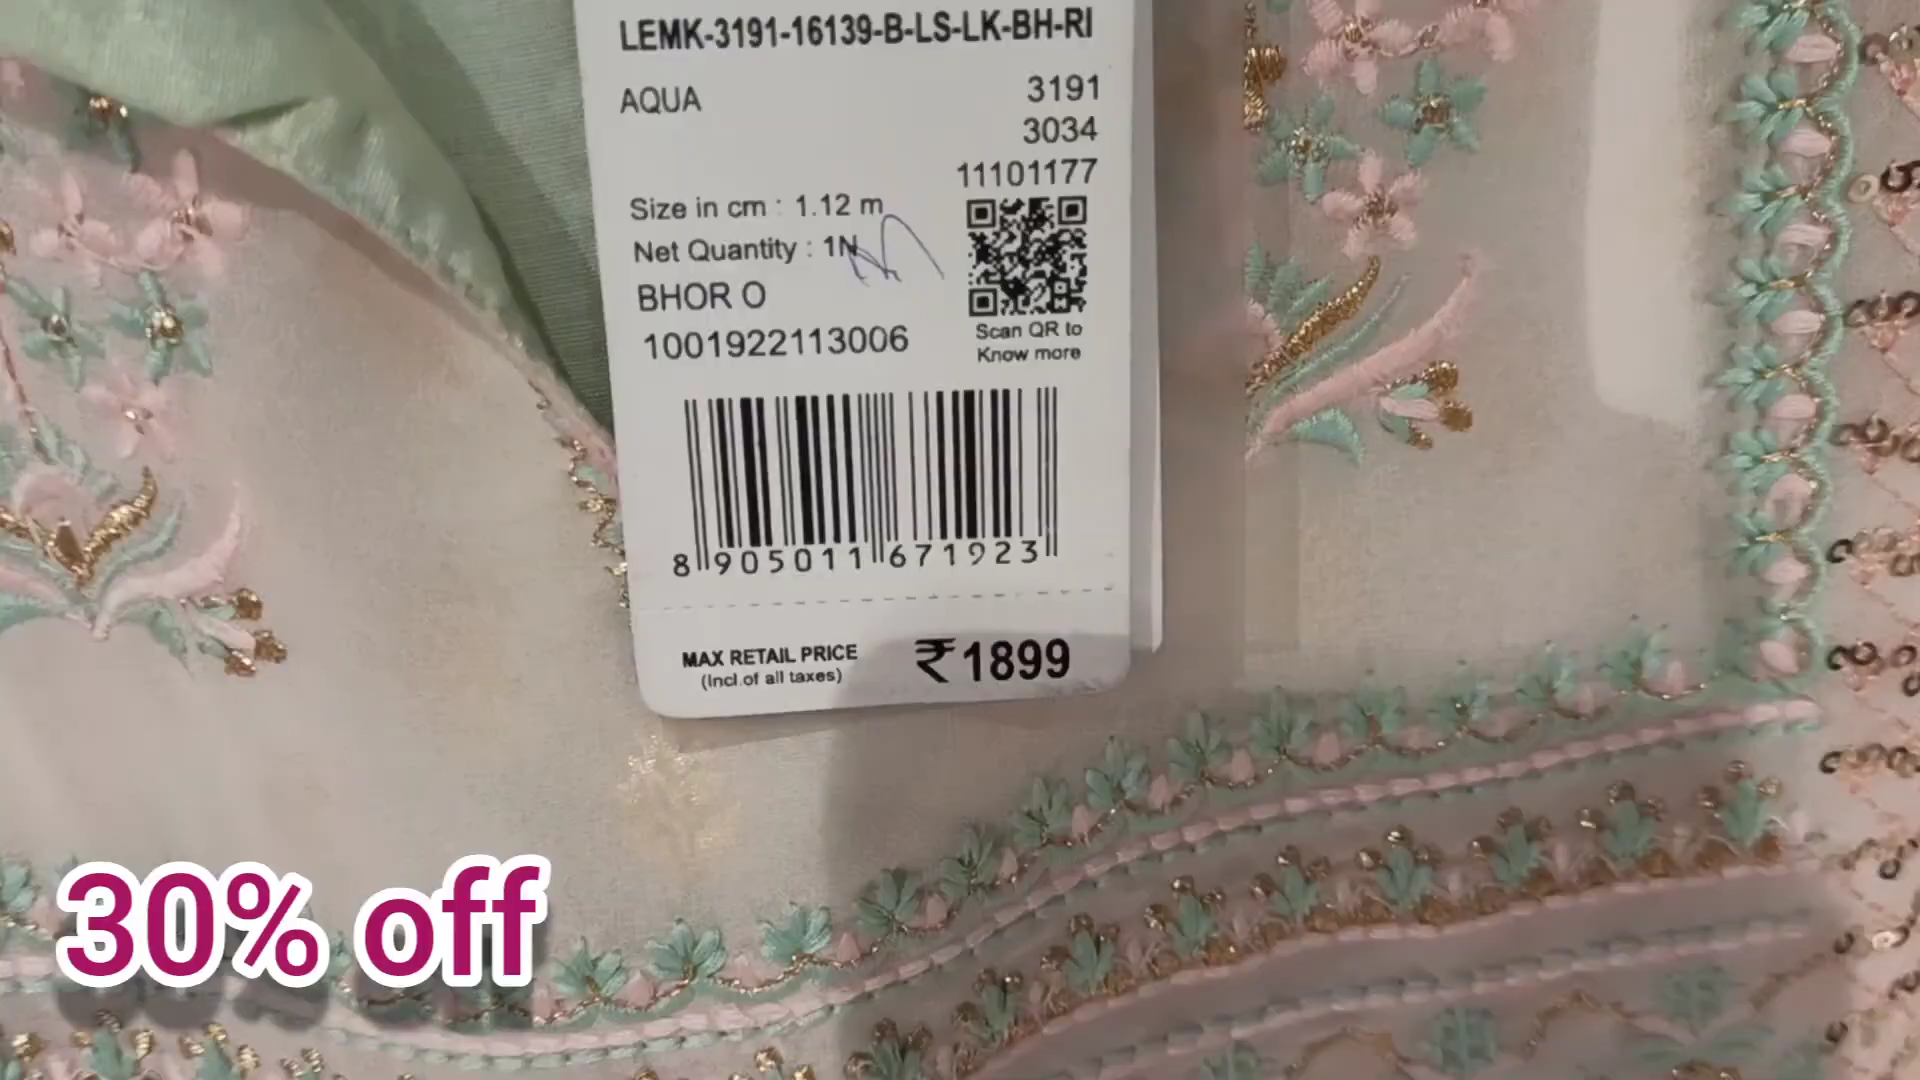 LEMK-3191-16139-B-LS-LK-BH-RI
AQUA
3191
3034
11101177
Size in cm : 1.12 m
Net Quantity : 1N
BHOR O
1001922113006
Scan QR to
Know more
8 905011 671923
MAX RETAIL PRICE
(Incl.of all taxes)
₹1899
30% off